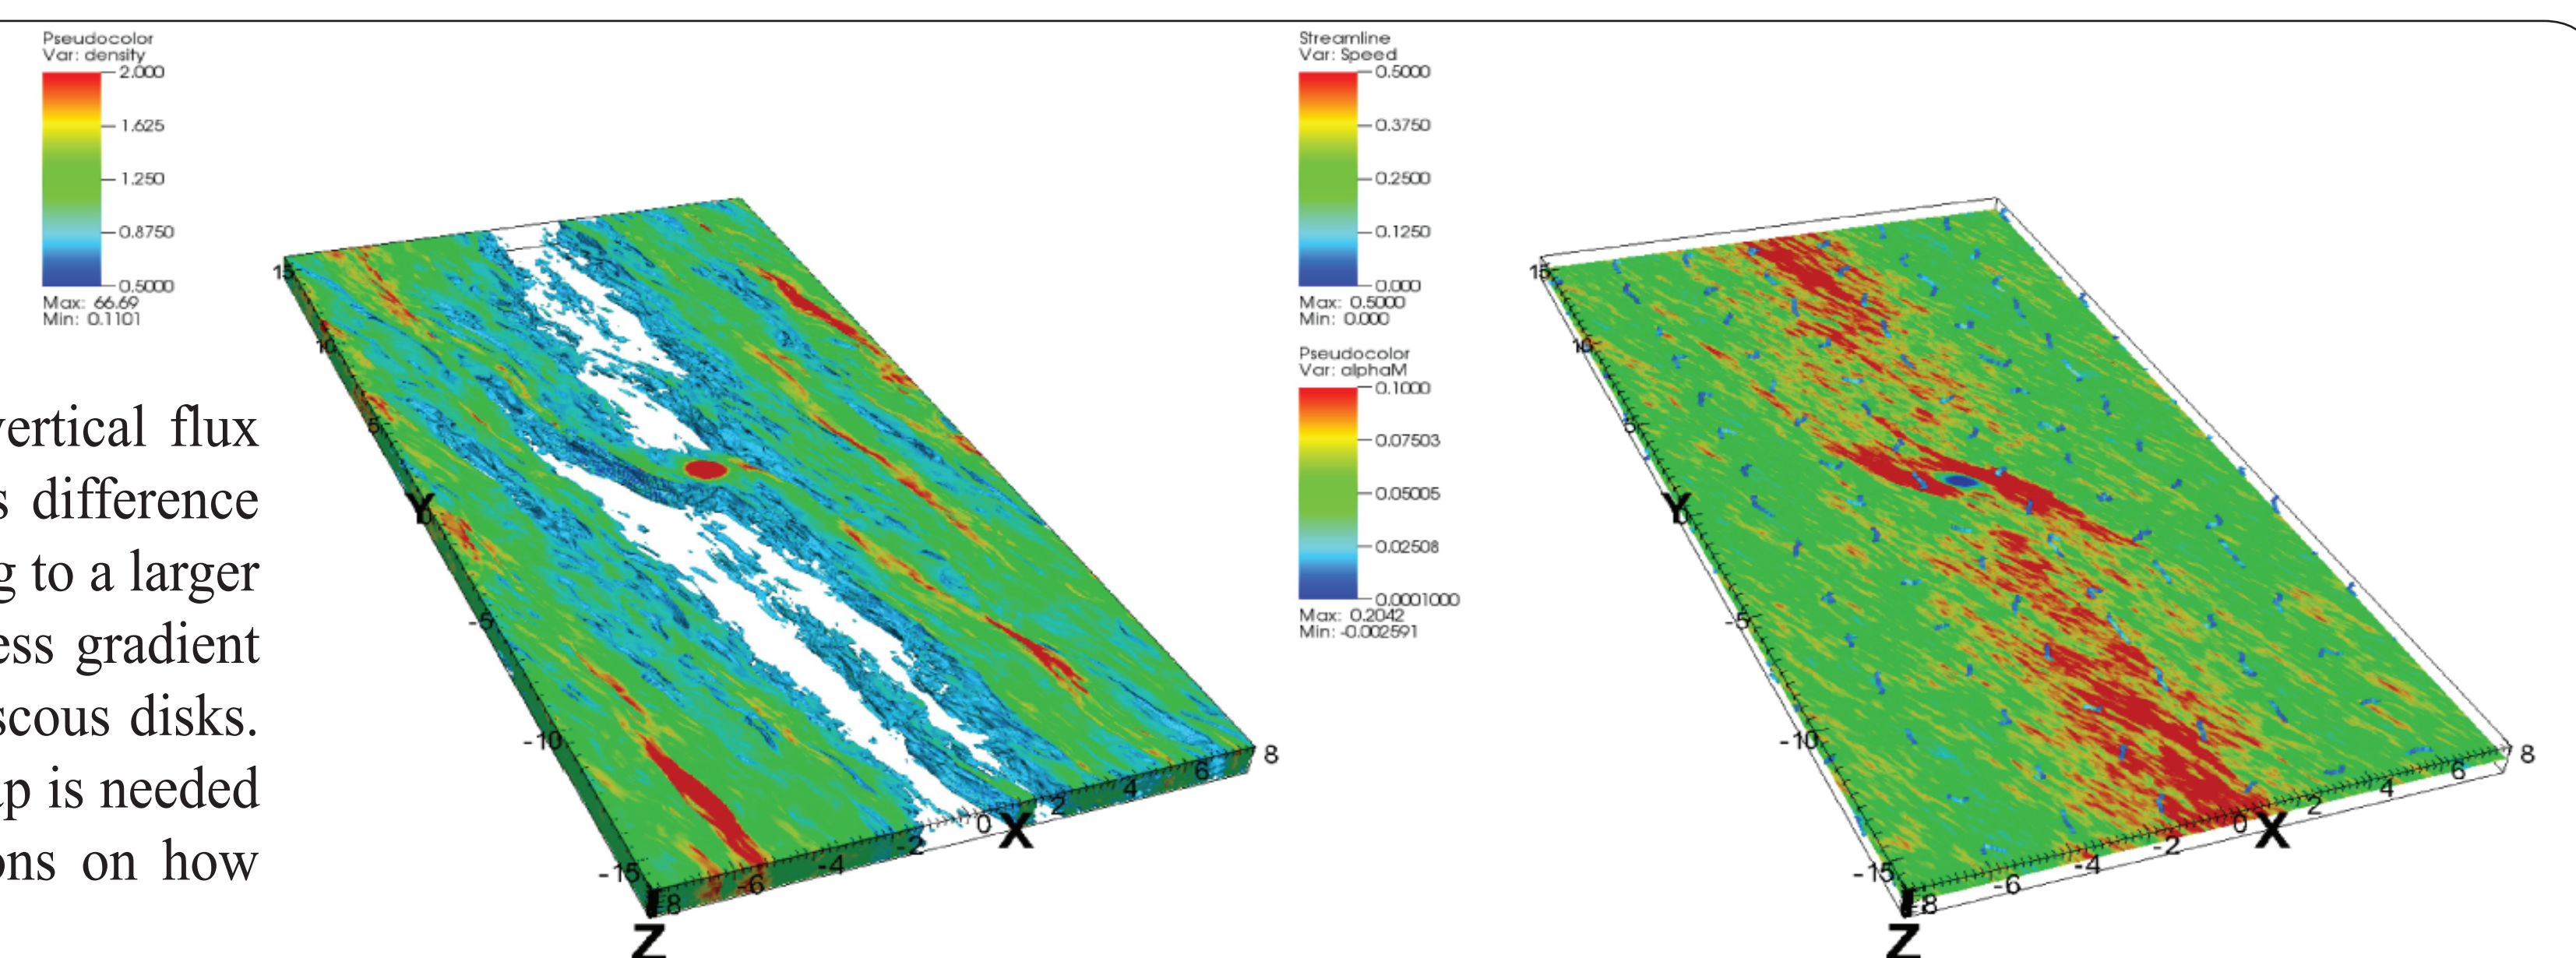 Pseudocolor
Var: density
2.000
1.625
1.250
0.8750
0.5000
Max: 66.69
Min: 0.1101
vertical flux
s difference
g to a larger
ess gradient
scous disks.
ap is needed
ons on how
15
10
5
Y
0
-5
-10
-15
8
-6
-4
-2
0
2
4
6
8
X
Z
Streamline
Var: Speed
0.5000
0.3750
0.2500
0.1250
0.000
Max: 0.5000
Min: 0.000
Pseudocolor
Var: alphaM
0.1000
0.07503
0.05005
0.02508
0.0001000
Max: 0.2042
Min: -0.002591
15
10
5
Y
0
-5
-10
-15
-8
-6
-4
-2
0
2
4
6
8
X
Z